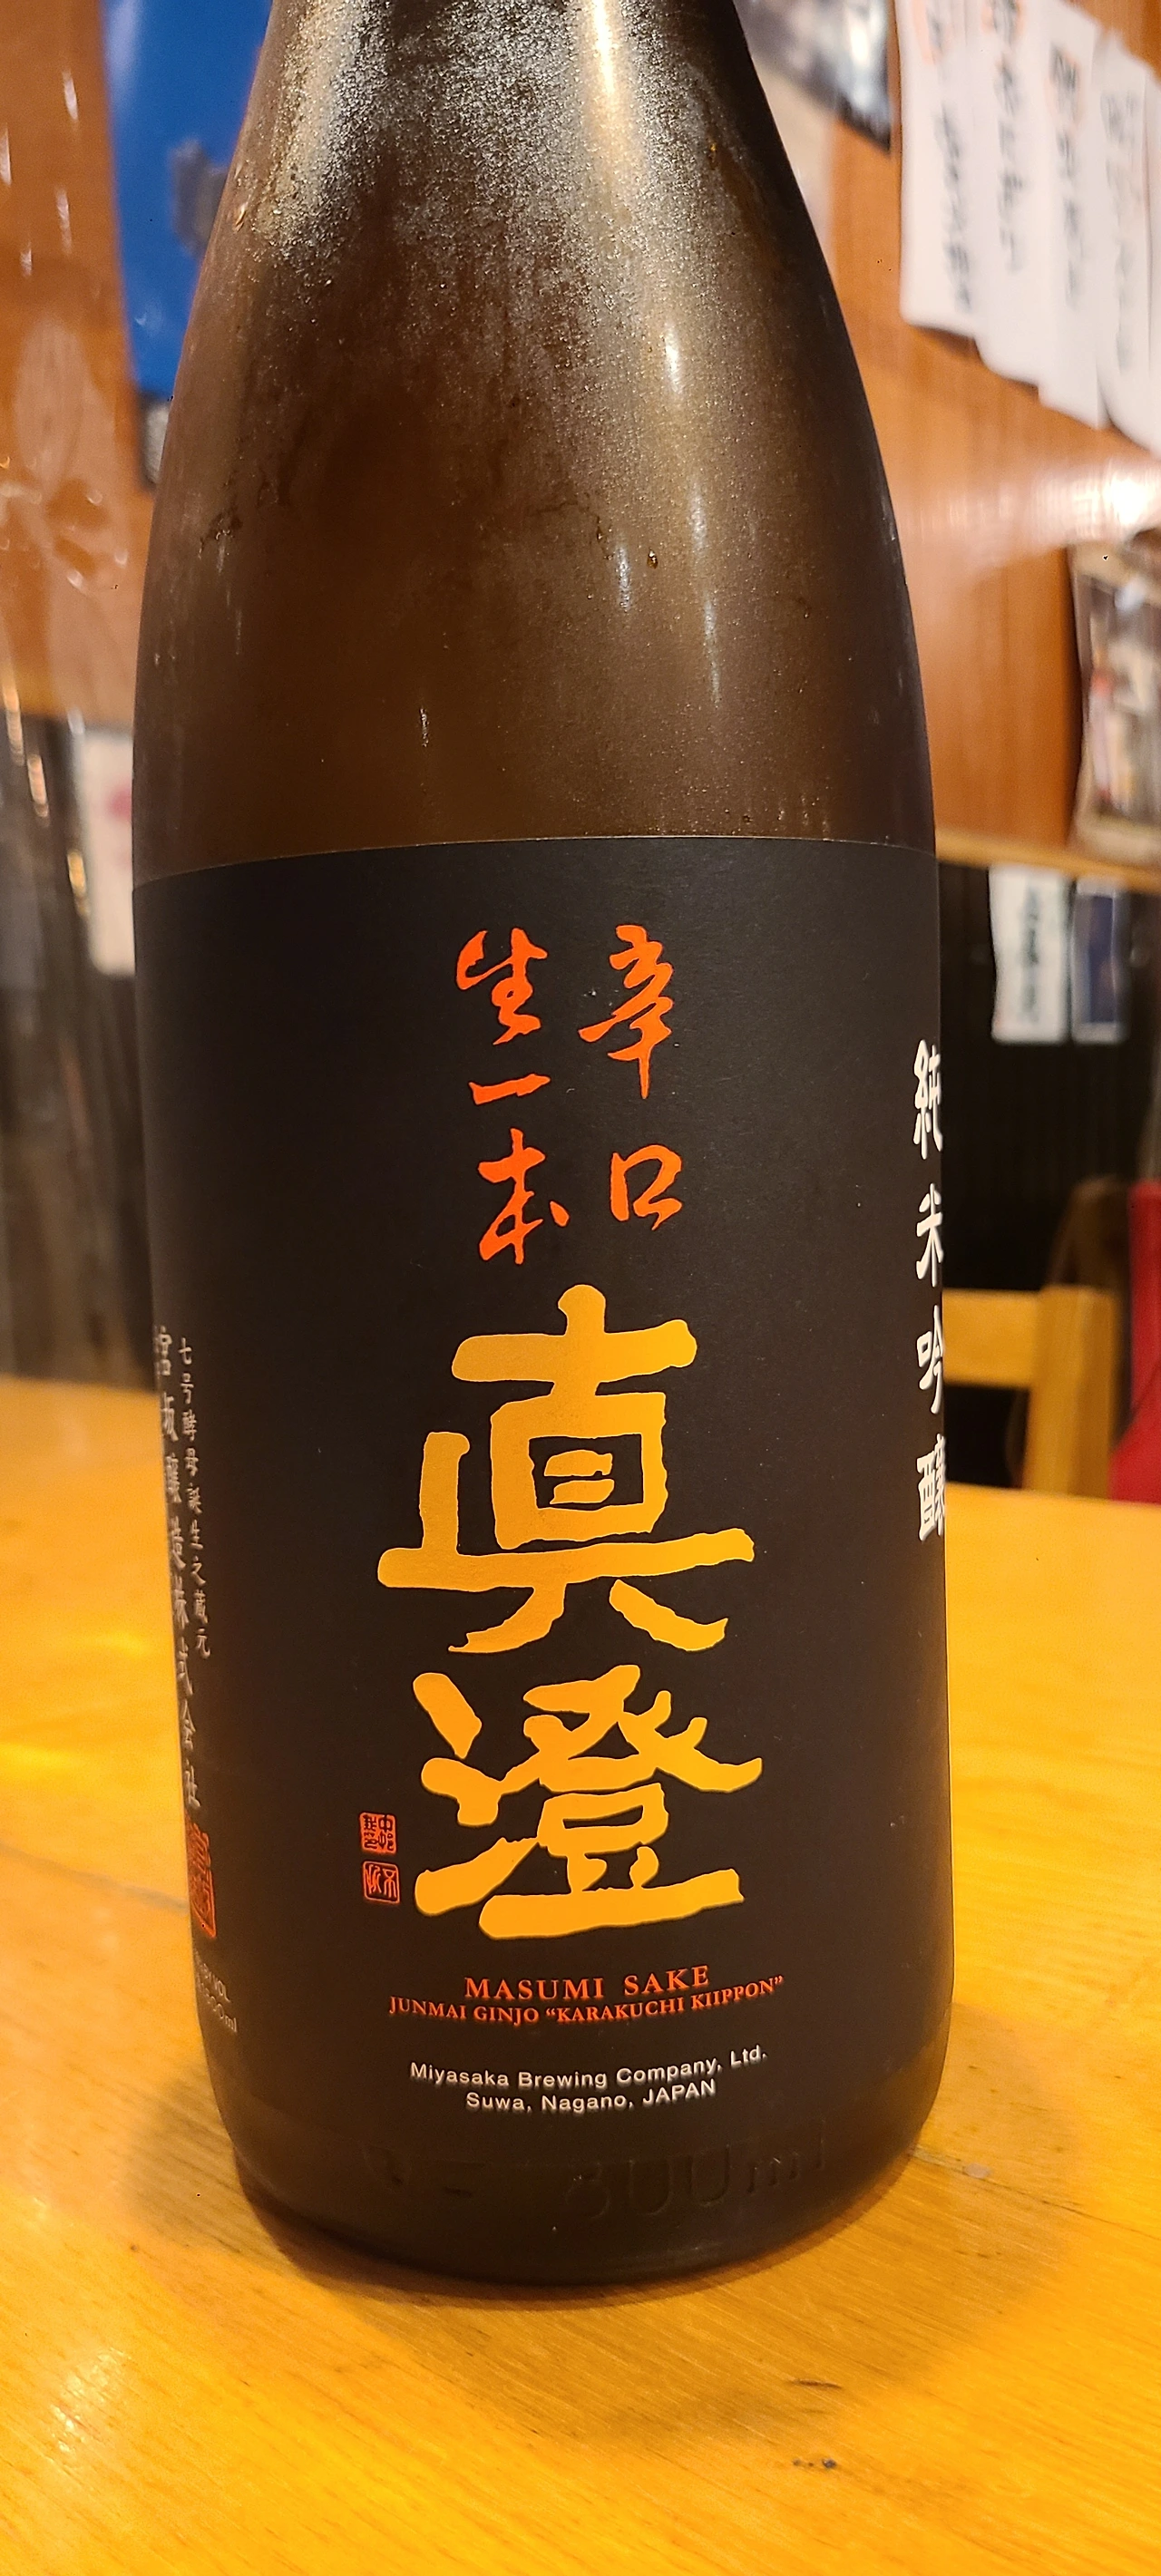 辛口
生一本
真澄
純米吟醸
七号酵母誕生之蔵元
宮坂醸造株式会社
MASUMI SAKE
JUNMAI GINJO “KARAKUCHI KIIPPON”
Miyasaka Brewing Company, Ltd.
Suwa, Nagano, JAPAN